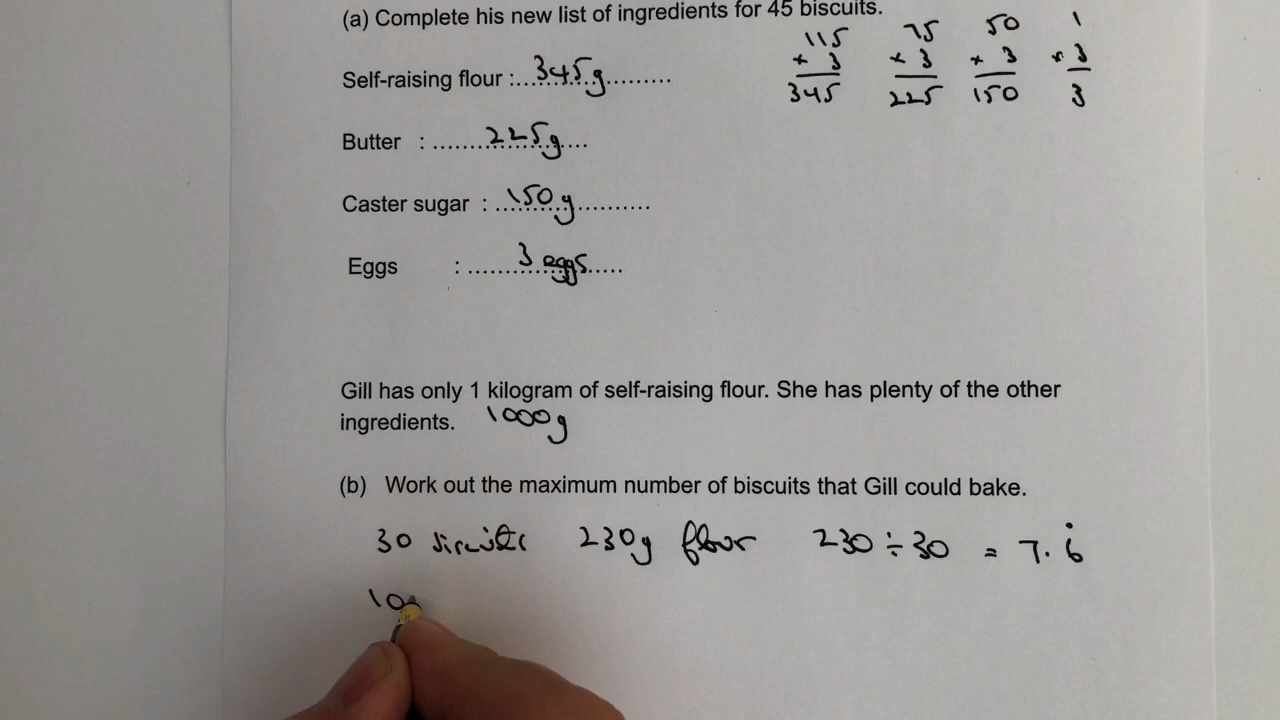 (a) Complete his new list of ingredients for 45 biscuits.
115 75 50 1
× 3 × 3 × 3 × 3
345 225 150 3
Self-raising flour :...345g.........
Butter : .......225g....
Caster sugar : ...150g..........
Eggs : .......3 eggs.....
Gill has only 1 kilogram of self-raising flour. She has plenty of the other
ingredients. 1000g
(b) Work out the maximum number of biscuits that Gill could bake.
30 biscuits 230g flour 230 ÷ 30 = 7.6̇
10